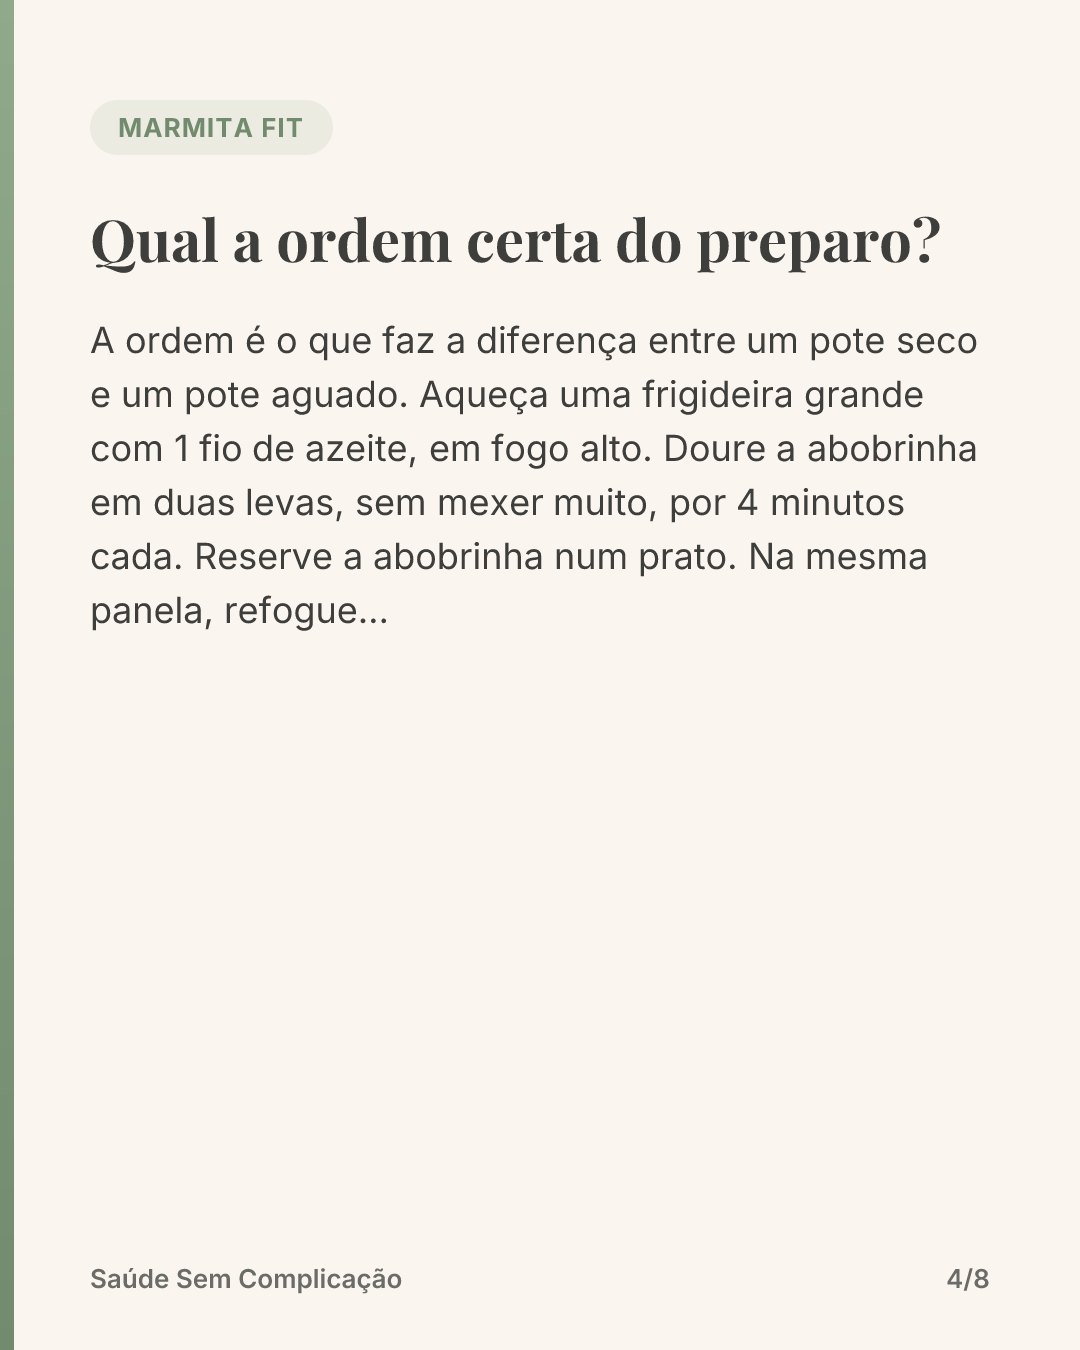 MARMITA FIT
Qual a ordem certa do preparo?
A ordem é o que faz a diferença entre um pote seco
e um pote aguado. Aqueça uma frigideira grande
com 1 fio de azeite, em fogo alto. Doure a abobrinha
em duas levas, sem mexer muito, por 4 minutos
cada. Reserve a abobrinha num prato. Na mesma
panela, refogue...
Saúde Sem Complicação
4/8